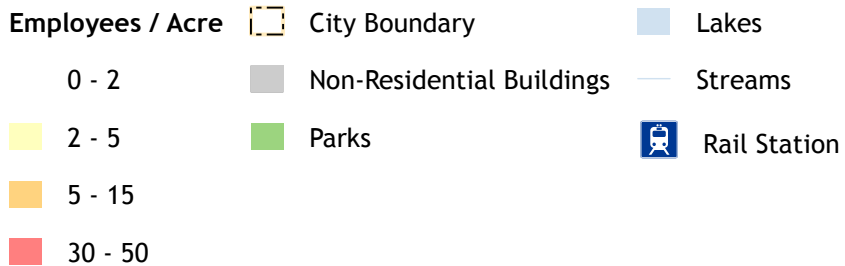 Employees / Acre
0 - 2
2 - 5
5 - 15
30 - 50
City Boundary
Non-Residential Buildings
Parks
Lakes
Streams
Rail Station